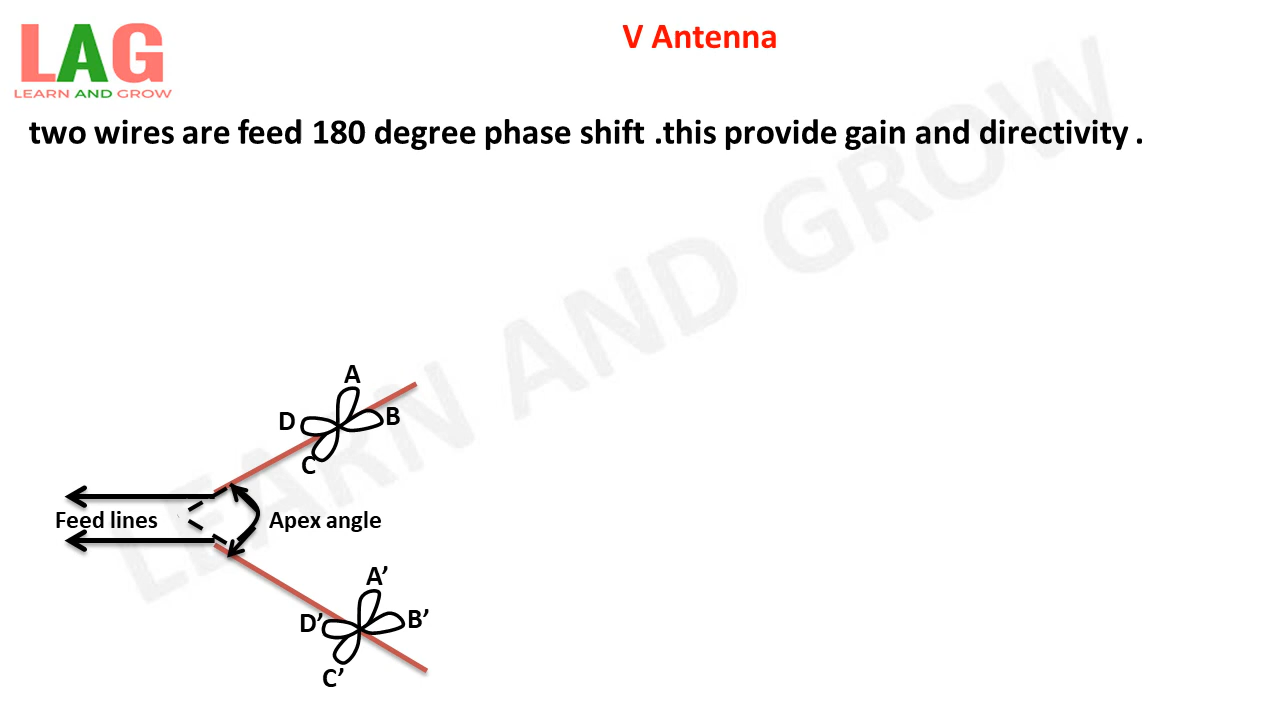 V Antenna
LAG
LEARN AND GROW
two wires are feed 180 degree phase shift .this provide gain and directivity .
LEARN AND GROW
A
D
B
C
Feed lines
Apex angle
A’
D’
B’
C’